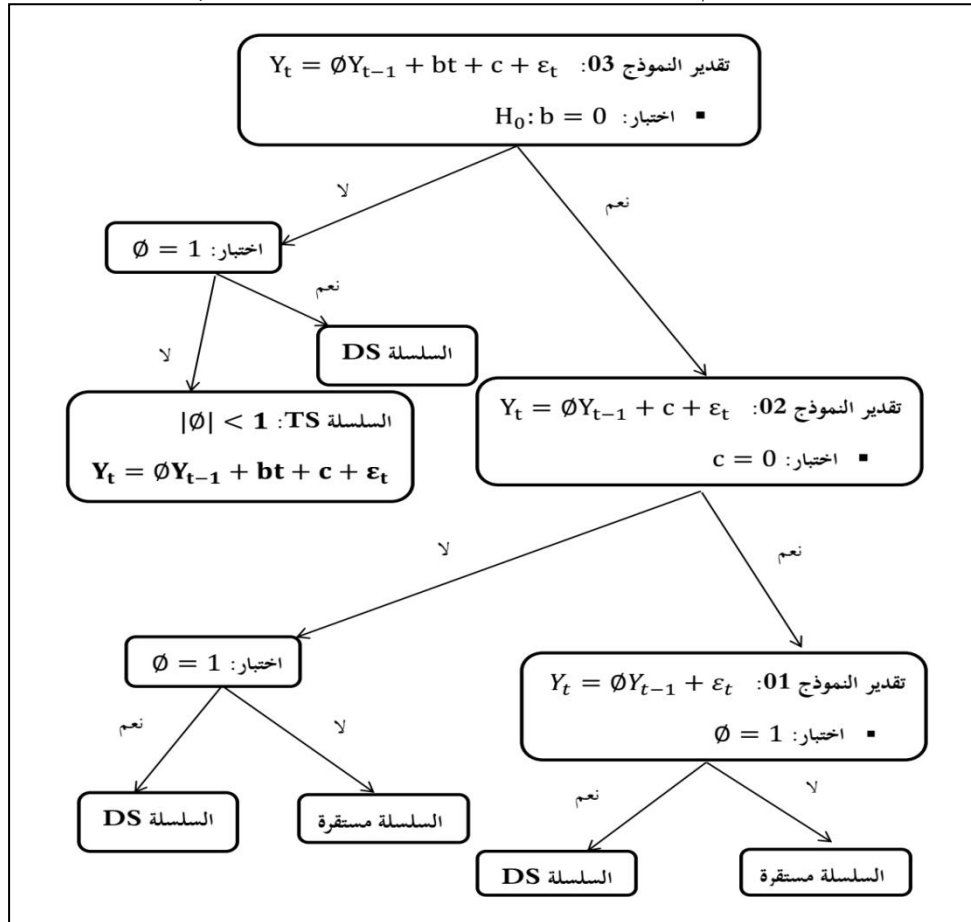 تقدير النموذج 03: Yₜ = ∅Yₜ₋₁ + bt + c + εₜ
▪ اختبار: H₀: b = 0
لا
نعم
اختبار: ∅ = 1
نعم
لا
السلسلة DS
السلسلة TS: |∅| < 1
Yₜ = ∅Yₜ₋₁ + bt + c + εₜ
تقدير النموذج 02: Yₜ = ∅Yₜ₋₁ + c + εₜ
▪ اختبار: c = 0
لا
نعم
اختبار: ∅ = 1
نعم
لا
السلسلة DS
السلسلة مستقرة
تقدير النموذج 01: Yₜ = ∅Yₜ₋₁ + εₜ
▪ اختبار: ∅ = 1
نعم
لا
السلسلة DS
السلسلة مستقرة